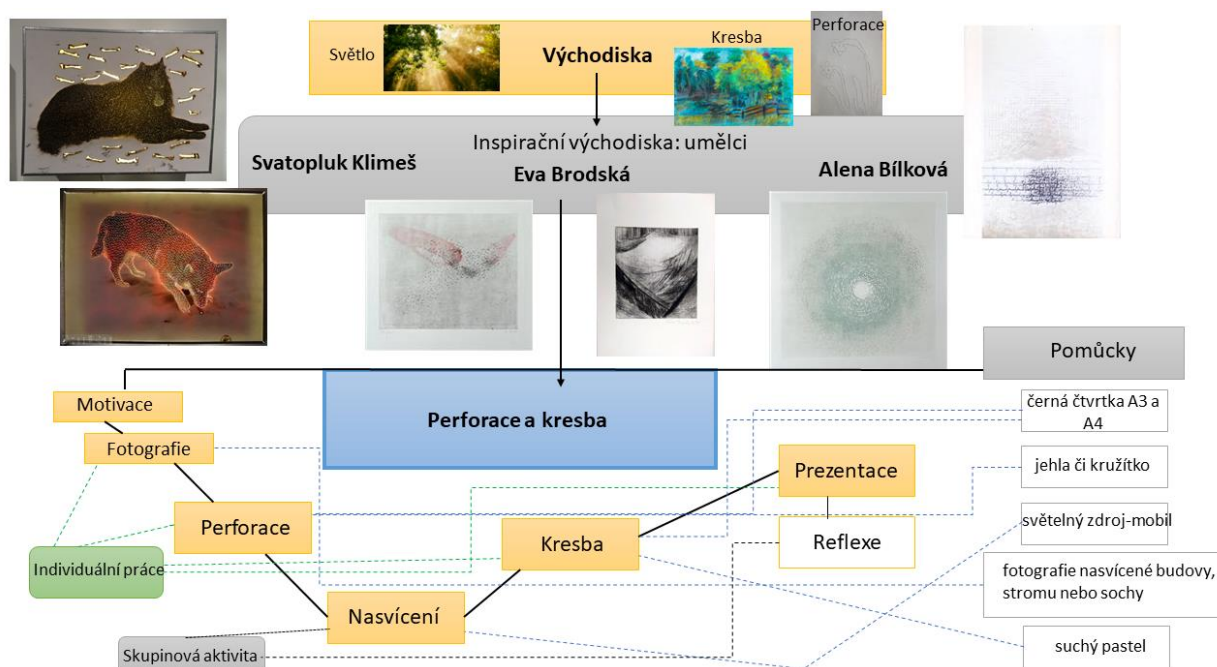 Perforace
Kresba
Světlo
Východiska
Inspirační východiska: umělci
Svatopluk Klimeš
Eva Brodská
Alena Bílková
Pomůcky
Motivace
Perforace a kresba
černá čtvrtka A3 a
A4
Fotografie
Prezentace
jehla či kružítko
Perforace
Kresba
světelný zdroj-mobil
Reflexe
Individuální práce
fotografie nasvícené budovy,
stromu nebo sochy
Nasvícení
suchý pastel
Skupinová aktivita